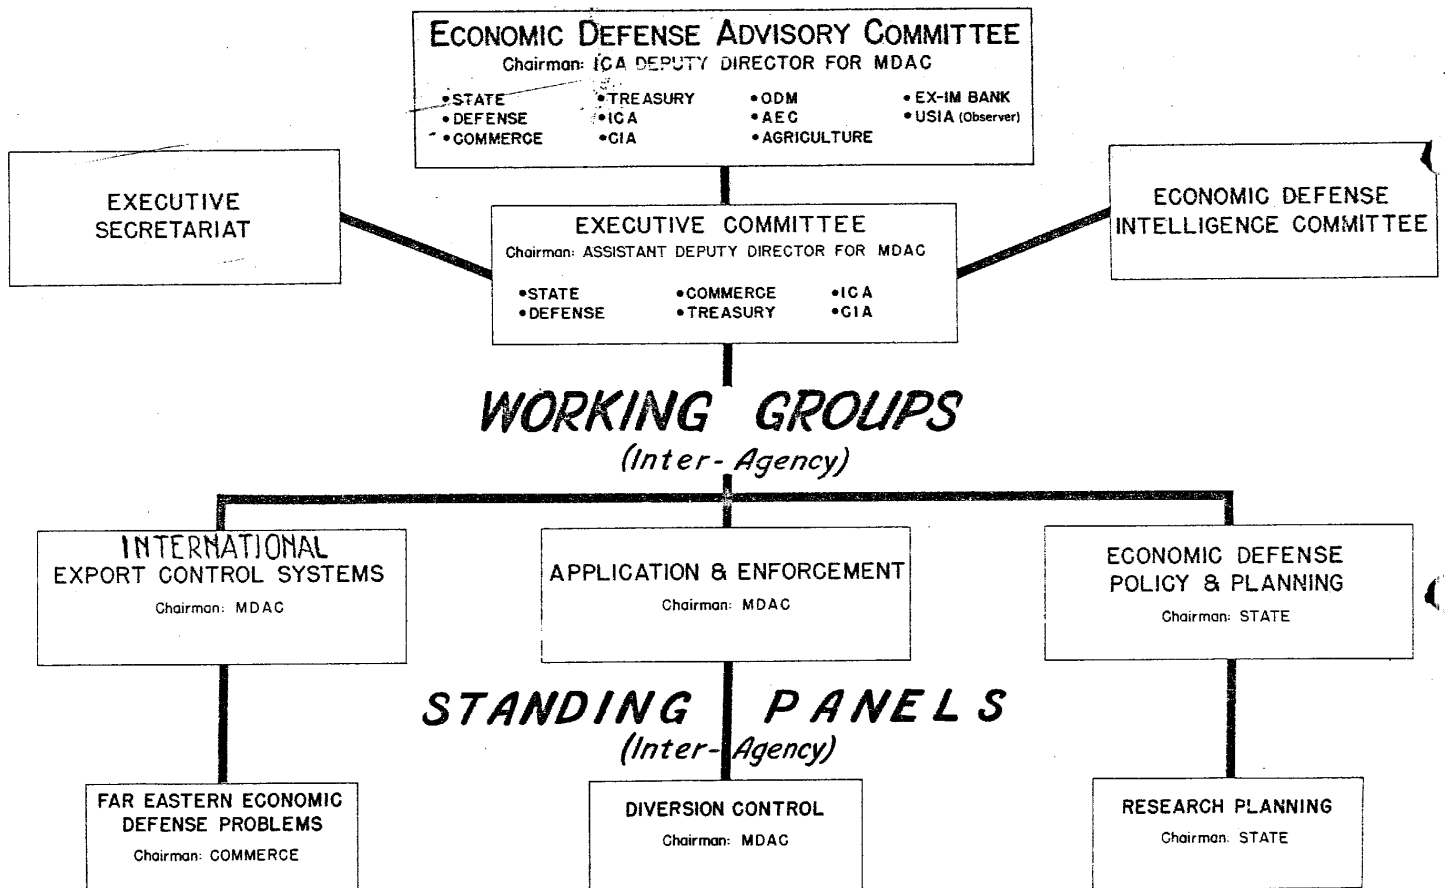 ECONOMIC DEFENSE ADVISORY COMMITTEE
Chairman: ICA DEPUTY DIRECTOR FOR MDAC
• STATE • TREASURY • ODM • EX-IM BANK
• DEFENSE • ICA • AEC • USIA (Observer)
• COMMERCE • CIA • AGRICULTURE
EXECUTIVE
SECRETARIAT
EXECUTIVE COMMITTEE
Chairman: ASSISTANT DEPUTY DIRECTOR FOR MDAC
• STATE • COMMERCE • ICA
• DEFENSE • TREASURY • CIA
ECONOMIC DEFENSE
INTELLIGENCE COMMITTEE
WORKING GROUPS
(Inter-Agency)
INTERNATIONAL
EXPORT CONTROL SYSTEMS
Chairman: MDAC
APPLICATION & ENFORCEMENT
Chairman: MDAC
ECONOMIC DEFENSE
POLICY & PLANNING
Chairman: STATE
STANDING PANELS
(Inter-Agency)
FAR EASTERN ECONOMIC
DEFENSE PROBLEMS
Chairman: COMMERCE
DIVERSION CONTROL
Chairman: MDAC
RESEARCH PLANNING
Chairman: STATE